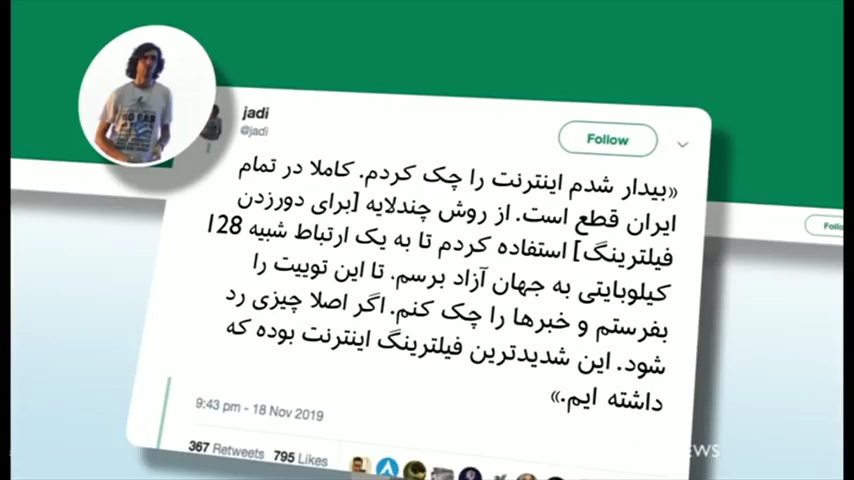 jadi
@jadi
Follow
«بیدار شدم اینترنت را چک کردم. کاملا در تمام
ایران قطع است. از روش چندلایه [برای دورزدن
فیلترینگ] استفاده کردم تا به یک ارتباط شبیه 128
کیلوبایتی به جهان آزاد برسم. تا این توییت را
بفرستم و خبرها را چک کنم. اگر اصلا چیزی رد
شود. این شدیدترین فیلترینگ اینترنت بوده که
داشته ایم.»
9:43 pm - 18 Nov 2019
367 Retweets 795 Likes